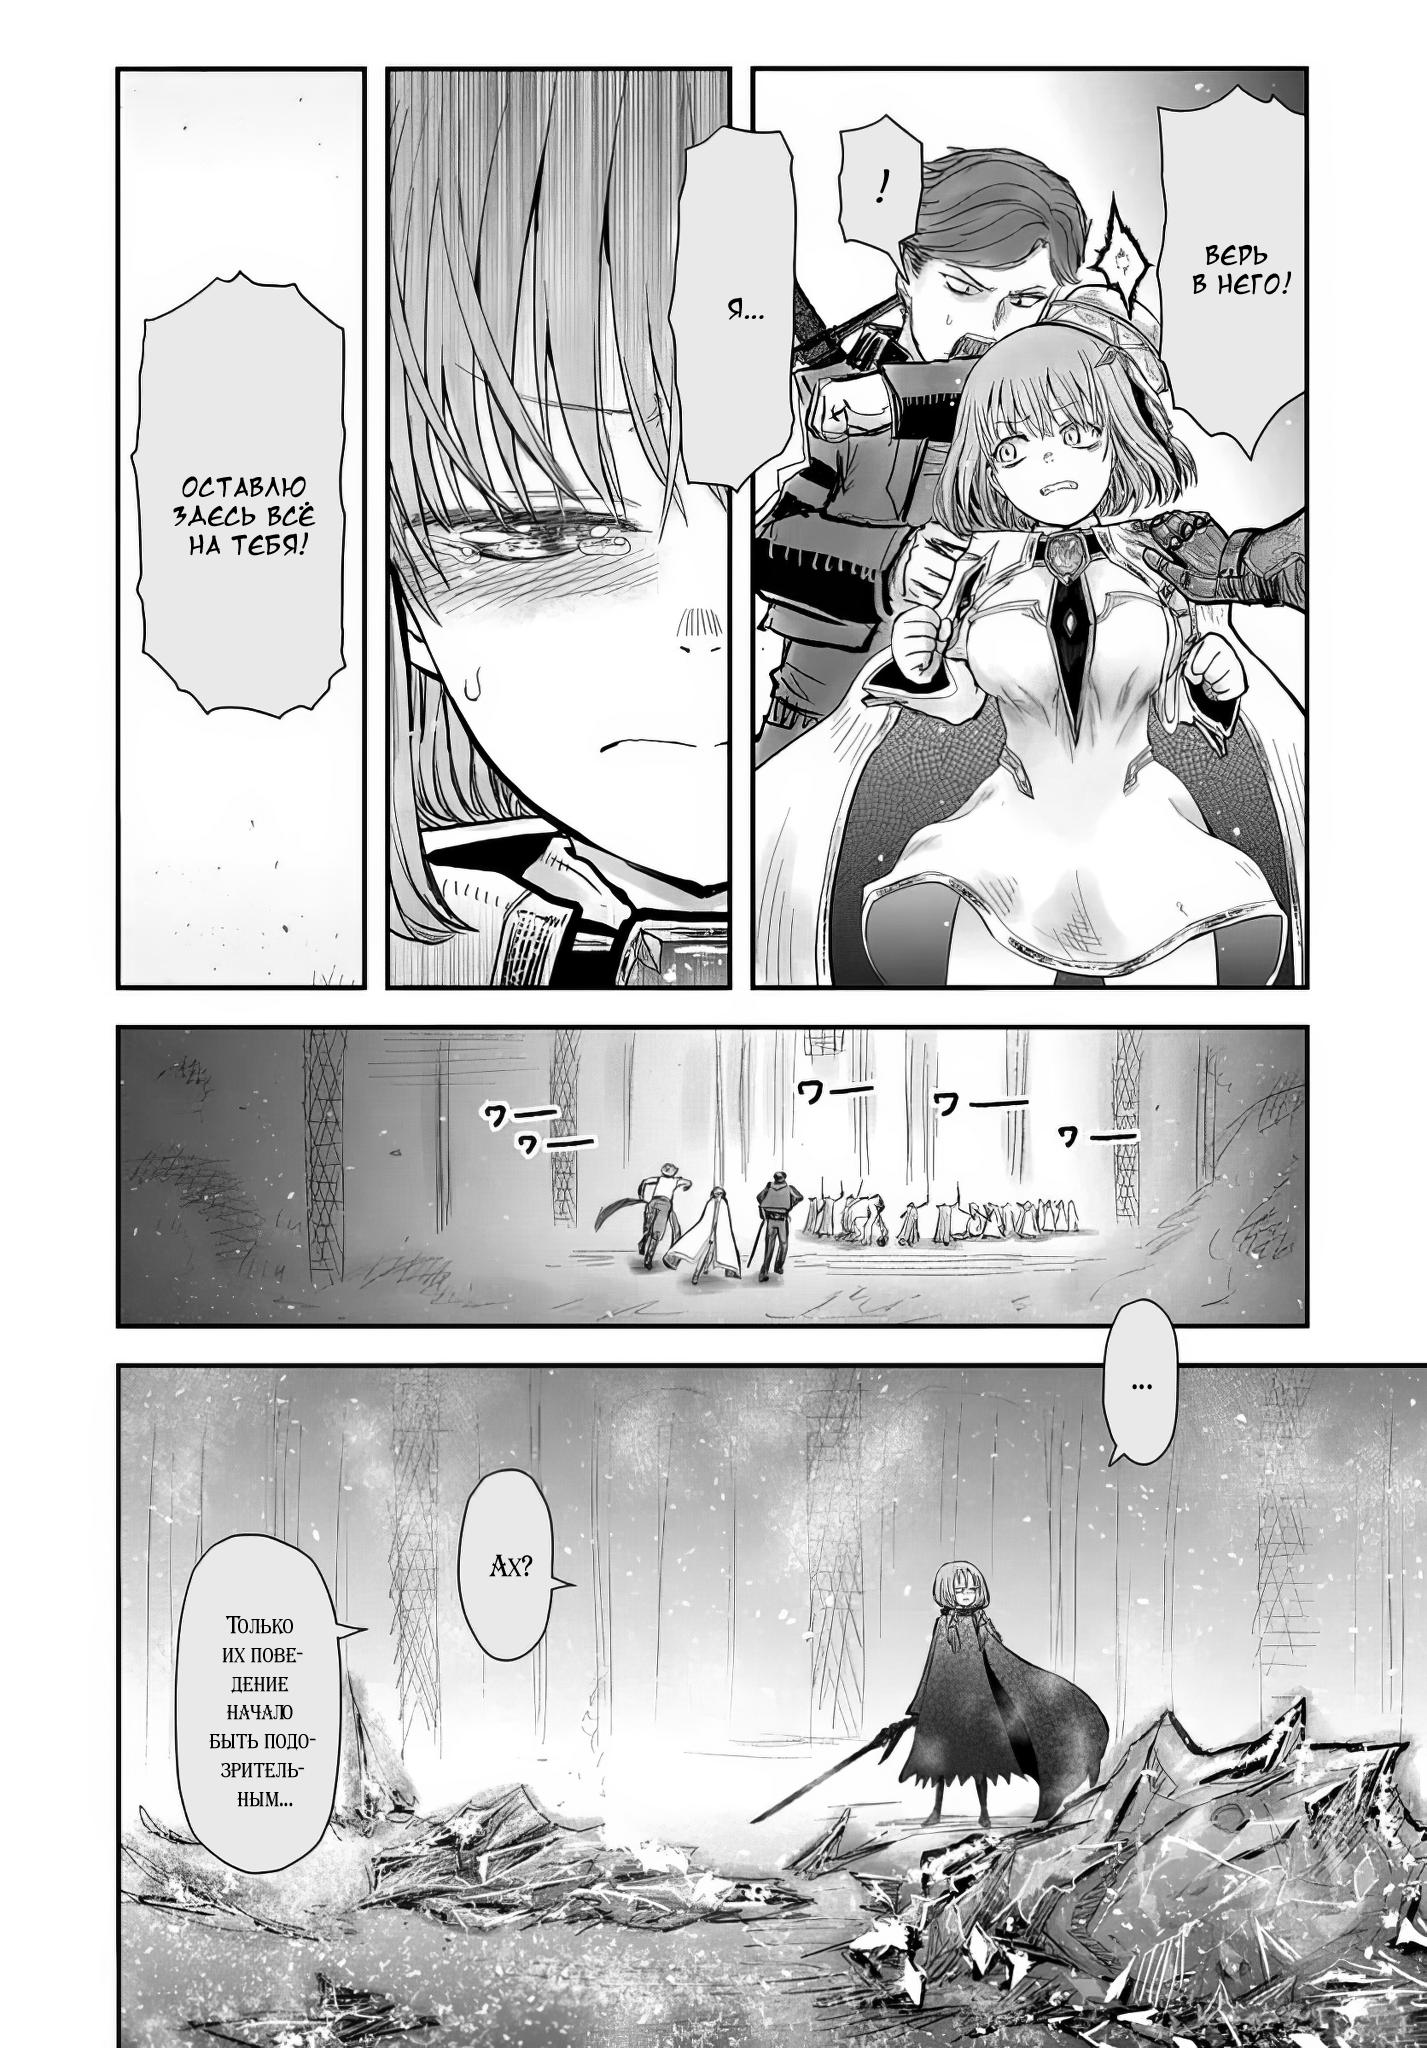 ВЕРЬ
В НЕГО!
!
Я...
ОСТАВЛЮ
ЗДЕСЬ ВСЁ
НА ТЕБЯ!
ワー
ワー
ワー
ワー
ワー
...
АХ?
ТОЛЬКО
ИХ ПОВЕ-
ДЕНИЕ
НАЧАЛО
БЫТЬ ПОДО-
ЗРИТЕЛЬ-
НЫМ...